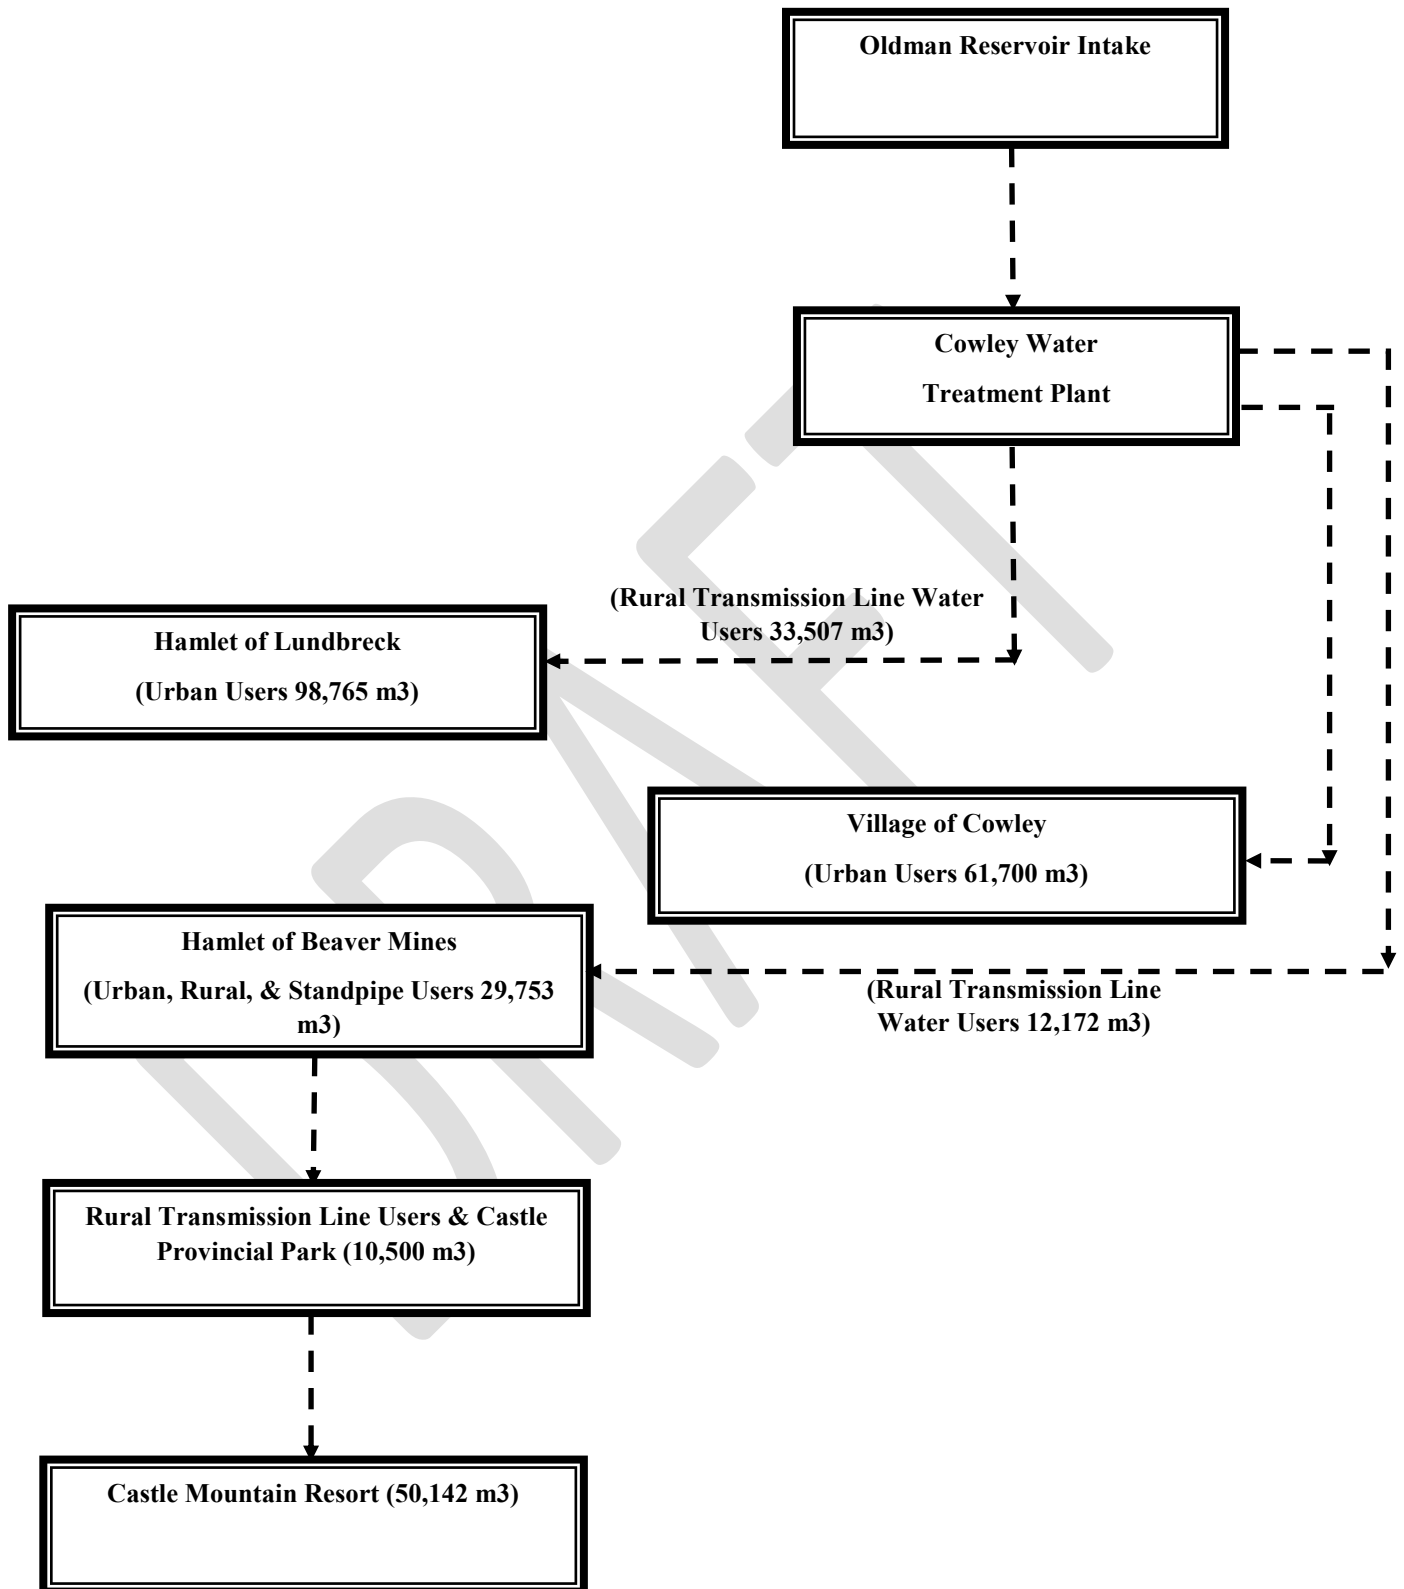 Oldman Reservoir Intake
Cowley Water
Treatment Plant
(Rural Transmission Line Water
Users 33,507 m3)
Hamlet of Lundbreck
(Urban Users 98,765 m3)
Village of Cowley
(Urban Users 61,700 m3)
Hamlet of Beaver Mines
(Urban, Rural, & Standpipe Users 29,753
m3)
(Rural Transmission Line
Water Users 12,172 m3)
Rural Transmission Line Users & Castle
Provincial Park (10,500 m3)
Castle Mountain Resort (50,142 m3)
DRAFT